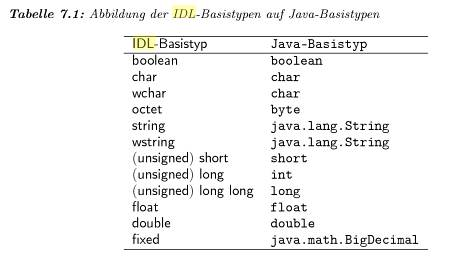 Tabelle 7.1: Abbildung der IDL-Basistypen auf Java-Basistypen
IDL-Basistyp Java-Basistyp
boolean boolean
char char
wchar char
octet byte
string java.lang.String
wstring java.lang.String
(unsigned) short short
(unsigned) long int
(unsigned) long long long
float float
double double
fixed java.math.BigDecimal